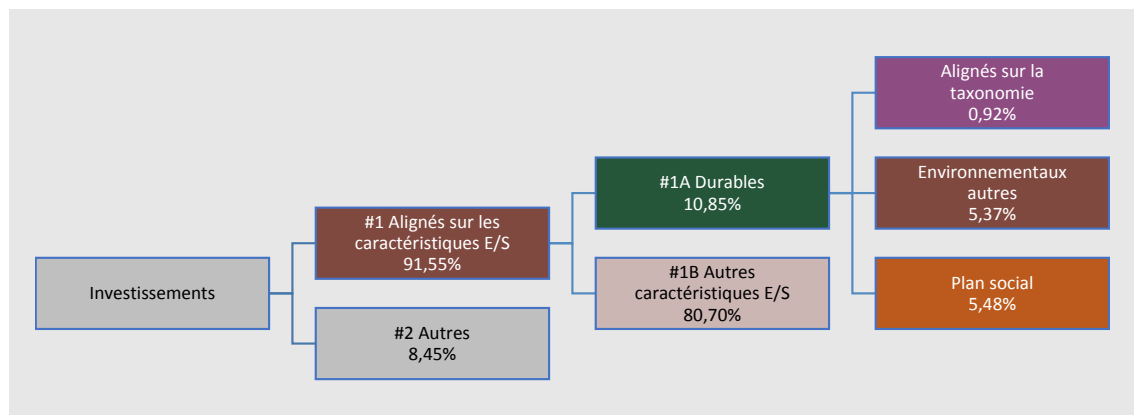 Investissements
#1 Alignés sur les
caractéristiques E/S
91,55%
#2 Autres
8,45%
#1A Durables
10,85%
#1B Autres
caractéristiques E/S
80,70%
Alignés sur la
taxonomie
0,92%
Environnementaux
autres
5,37%
Plan social
5,48%